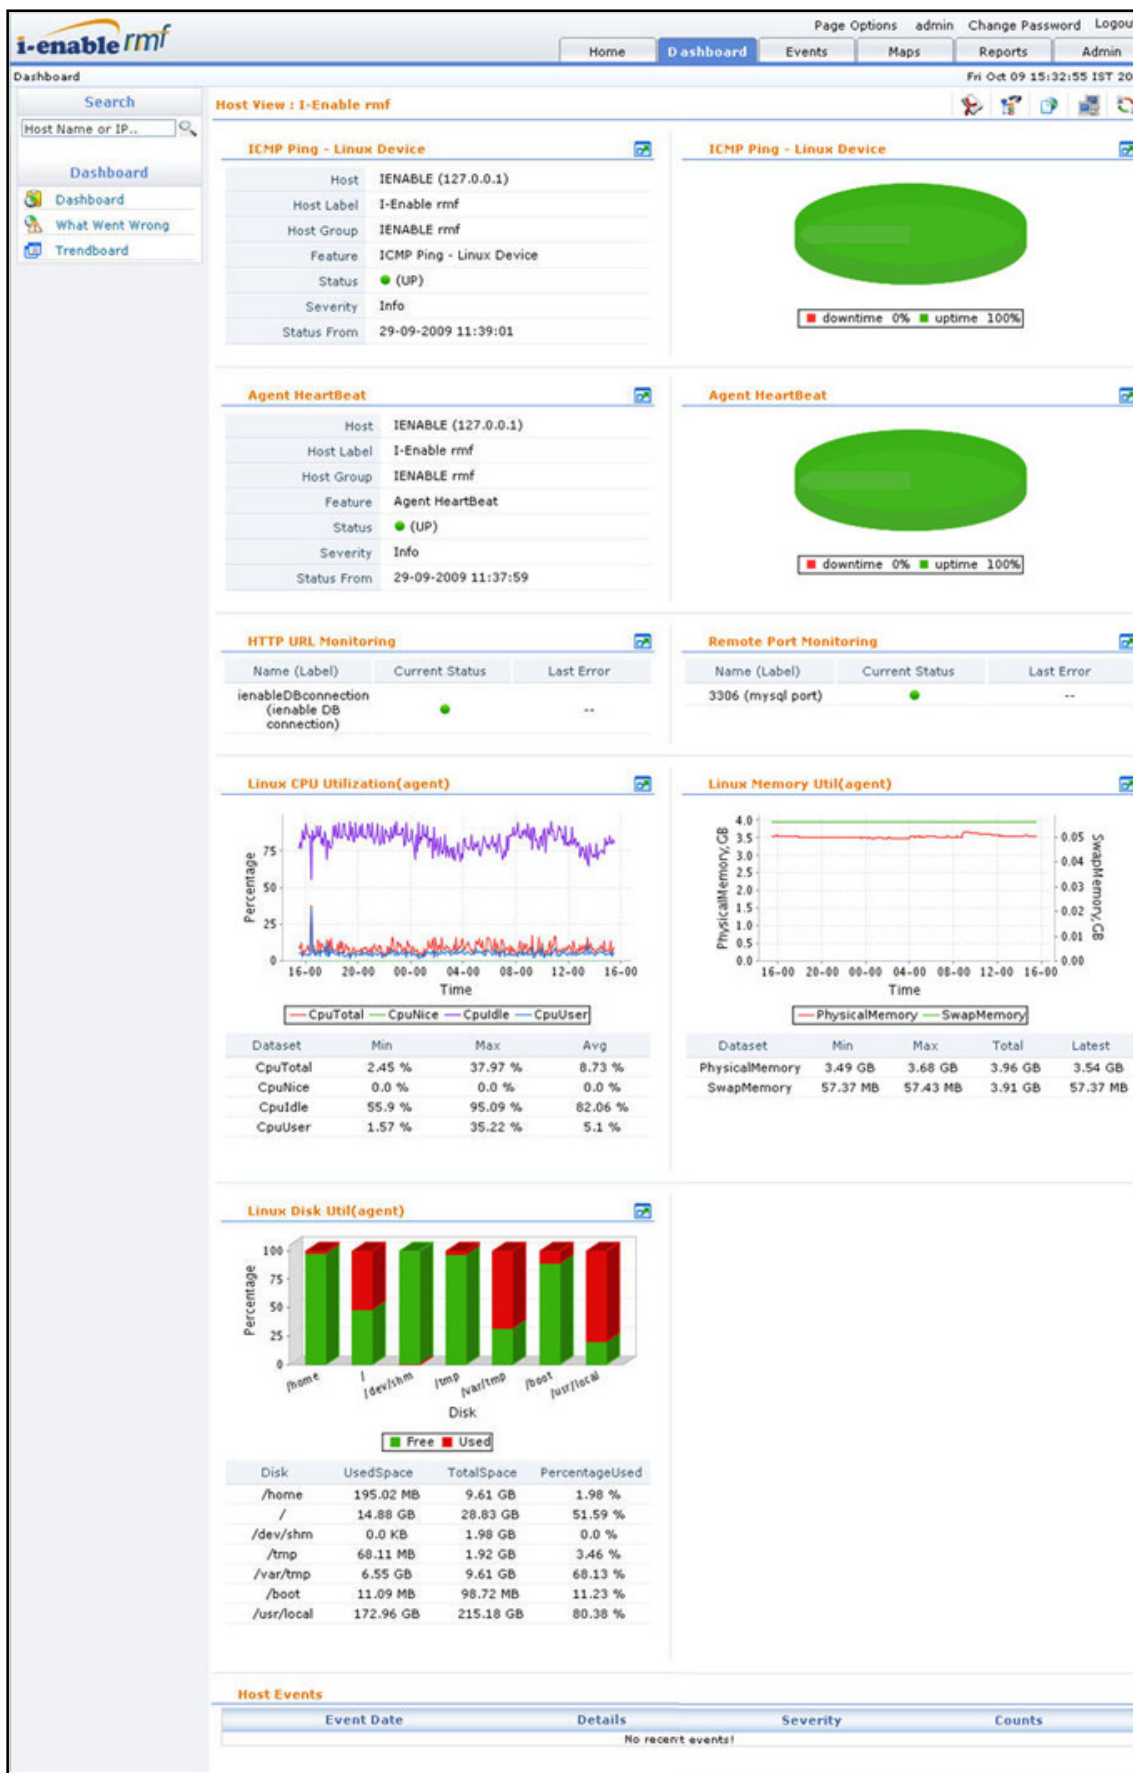 i-enable rmf
Page Options admin Change Password Logou
Home Dashboard Events Maps Reports Admin
Dashboard Fri Oct 09 15:32:55 IST 20
Search
Host Name or IP..
Dashboard
Dashboard
What Went Wrong
Trendboard
Host View : I-Enable rmf
ICMP Ping - Linux Device
Host IENABLE (127.0.0.1)
Host Label I-Enable rmf
Host Group IENABLE rmf
Feature ICMP Ping - Linux Device
Status (UP)
Severity Info
Status From 29-09-2009 11:39:01
ICMP Ping - Linux Device
downtime 0% uptime 100%
Agent HeartBeat
Host IENABLE (127.0.0.1)
Host Label I-Enable rmf
Host Group IENABLE rmf
Feature Agent HeartBeat
Status (UP)
Severity Info
Status From 29-09-2009 11:37:59
Agent HeartBeat
downtime 0% uptime 100%
HTTP URL Monitoring
Name (Label) Current Status Last Error
ienableDBconnection
(ienable DB
connection)
--
Remote Port Monitoring
Name (Label) Current Status Last Error
3306 (mysql port) --
Linux CPU Utilization(agent)
Percentage
75
50
25
0
16-00 20-00 00-00 04-00 08-00 12-00 16-00
Time
CpuTotal CpuNice CpuIdle CpuUser
Dataset Min Max Avg
CpuTotal 2.45 % 37.97 % 8.73 %
CpuNice 0.0 % 0.0 % 0.0 %
CpuIdle 55.9 % 95.09 % 82.06 %
CpuUser 1.57 % 35.22 % 5.1 %
Linux Memory Util(agent)
PhysicalMemory,GB
4.0
3.5
3.0
2.5
2.0
1.5
1.0
0.5
0.0
0.05
0.04
0.03
0.02
0.01
0.00
SwapMemory,GB
16-00 20-00 00-00 04-00 08-00 12-00 16-00
Time
PhysicalMemory SwapMemory
Dataset Min Max Total Latest
PhysicalMemory 3.49 GB 3.68 GB 3.96 GB 3.54 GB
SwapMemory 57.37 MB 57.43 MB 3.91 GB 57.37 MB
Linux Disk Util(agent)
Percentage
100
75
50
25
0
/home / /dev/shm /tmp /var/tmp /boot /usr/local
Disk
Free Used
Disk UsedSpace TotalSpace PercentageUsed
/home 195.02 MB 9.61 GB 1.98 %
/ 14.88 GB 28.83 GB 51.59 %
/dev/shm 0.0 KB 1.98 GB 0.0 %
/tmp 68.11 MB 1.92 GB 3.46 %
/var/tmp 6.55 GB 9.61 GB 68.13 %
/boot 11.09 MB 98.72 MB 11.23 %
/usr/local 172.96 GB 215.18 GB 80.38 %
Host Events
Event Date Details Severity Counts
No recent events!